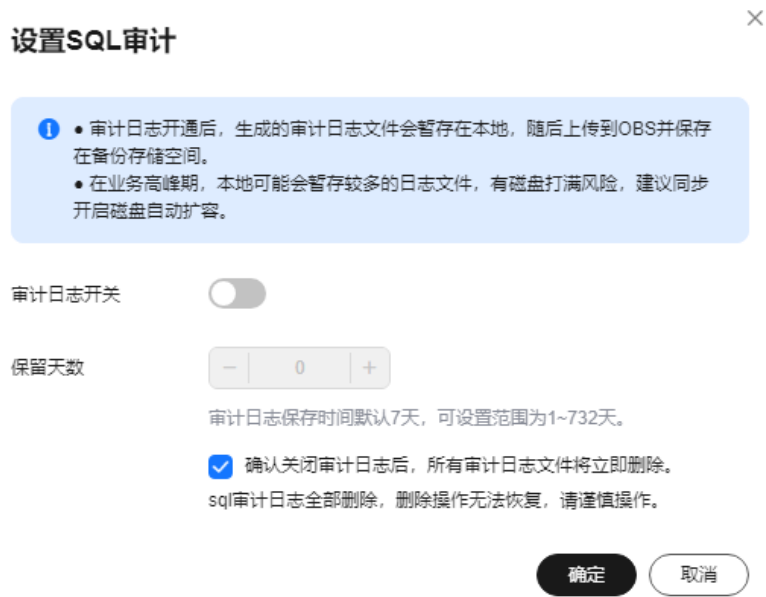 设置SQL审计
● 审计日志开通后，生成的审计日志文件会暂存在本地，随后上传到OBS并保存
在备份存储空间。
● 在业务高峰期，本地可能会暂存较多的日志文件，有磁盘打满风险，建议同步
开启磁盘自动扩容。
审计日志开关
保留天数
0
审计日志保存时间默认7天，可设置范围为1~732天。
确认关闭审计日志后，所有审计日志文件将立即删除。
sql审计日志全部删除，删除操作无法恢复，请谨慎操作。
确定 取消